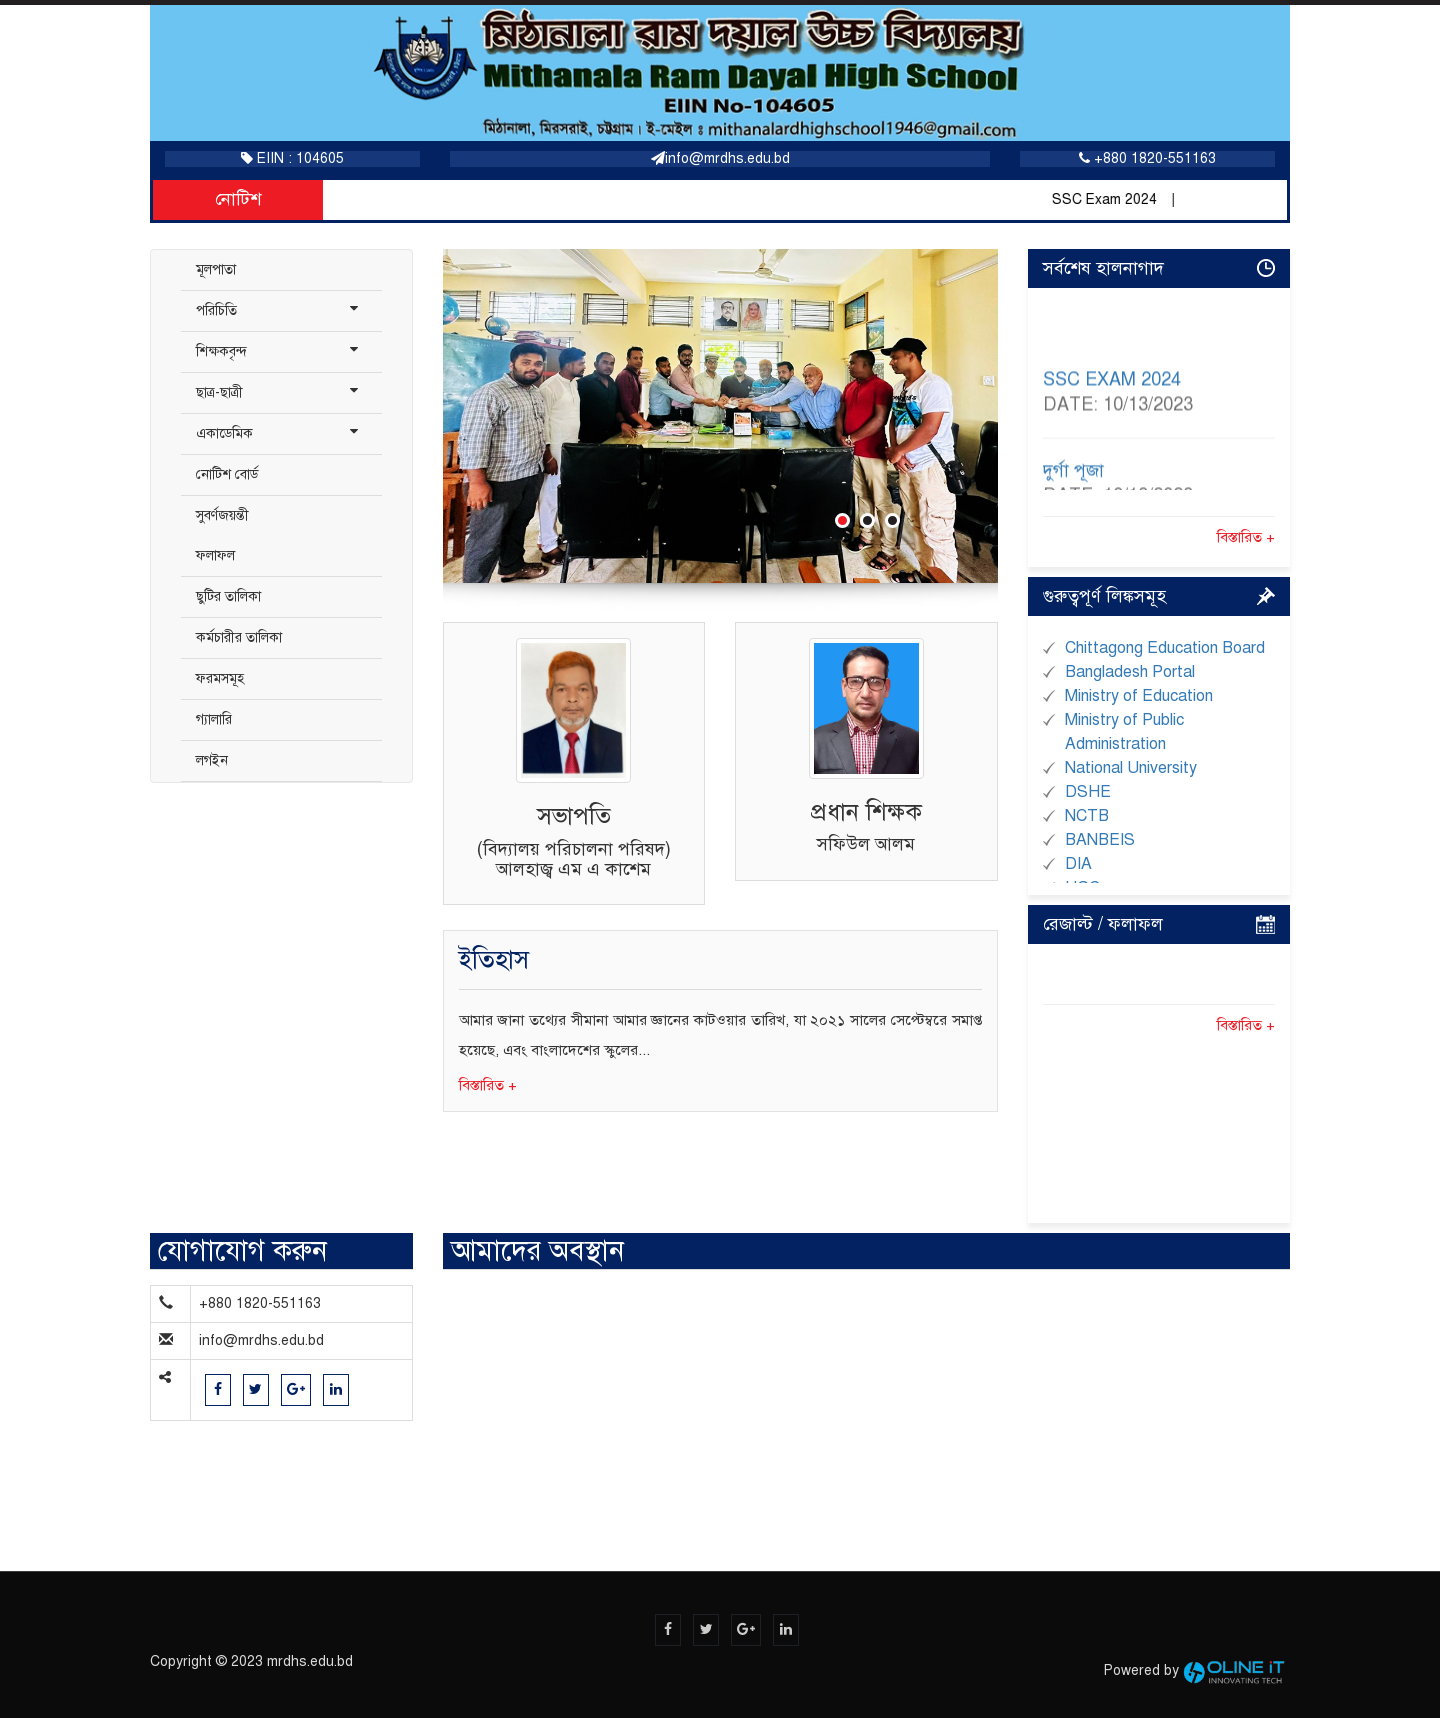 মিঠানালা রাম দয়াল উচ্চ বিদ্যালয়
Mithanala Ram Dayal High School
EIIN No-104605
মিঠানালা, মিরসরাই, চট্টগ্রাম । ই-মেইল : mithanalardhighschool1946@gmail.com
EIIN : 104605
info@mrdhs.edu.bd
+880 1820-551163
নোটিশ
SSC Exam 2024 |
মূলপাতা
পরিচিতি
শিক্ষকবৃন্দ
ছাত্র-ছাত্রী
একাডেমিক
নোটিশ বোর্ড
সুবর্ণজয়ন্তী
ফলাফল
ছুটির তালিকা
কর্মচারীর তালিকা
ফরমসমূহ
গ্যালারি
লগইন
সভাপতি
(বিদ্যালয় পরিচালনা পরিষদ)
আলহাজ্ব এম এ কাশেম
প্রধান শিক্ষক
সফিউল আলম
ইতিহাস
আমার জানা তথ্যের সীমানা আমার জ্ঞানের কাটওয়ার তারিখ, যা ২০২১ সালের সেপ্টেম্বরে সমাপ্ত
হয়েছে, এবং বাংলাদেশের স্কুলের...
বিস্তারিত +
সর্বশেষ হালনাগাদ
SSC EXAM 2024
DATE: 10/13/2023
দুর্গা পূজা
বিস্তারিত +
গুরুত্বপূর্ণ লিঙ্কসমূহ
Chittagong Education Board
Bangladesh Portal
Ministry of Education
Ministry of Public
Administration
National University
DSHE
NCTB
BANBEIS
DIA
রেজাল্ট / ফলাফল
বিস্তারিত +
যোগাযোগ করুন
+880 1820-551163
info@mrdhs.edu.bd
আমাদের অবস্থান
Copyright © 2023 mrdhs.edu.bd
Powered by OLINE iT
INNOVATING TECH